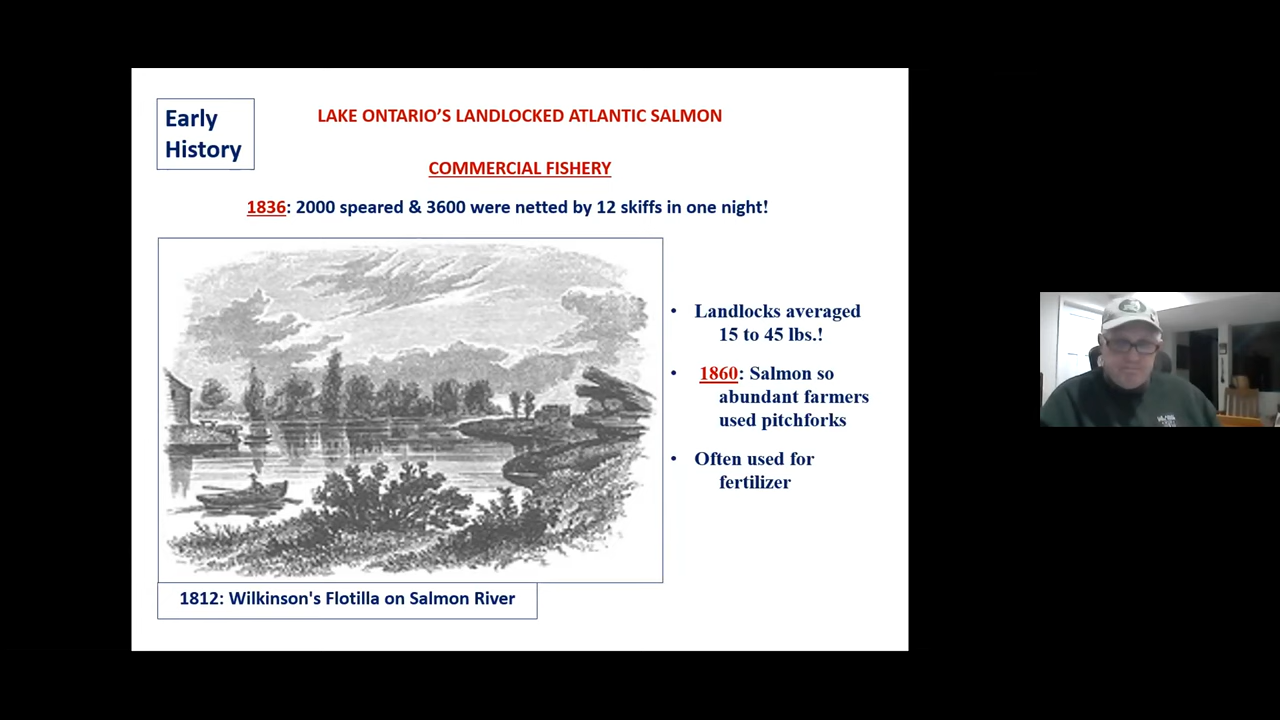 Early
History
LAKE ONTARIO’S LANDLOCKED ATLANTIC SALMON
COMMERCIAL FISHERY
1836: 2000 speared & 3600 were netted by 12 skiffs in one night!
• Landlocks averaged
15 to 45 lbs.!
• 1860: Salmon so
abundant farmers
used pitchforks
• Often used for
fertilizer
1812: Wilkinson's Flotilla on Salmon River